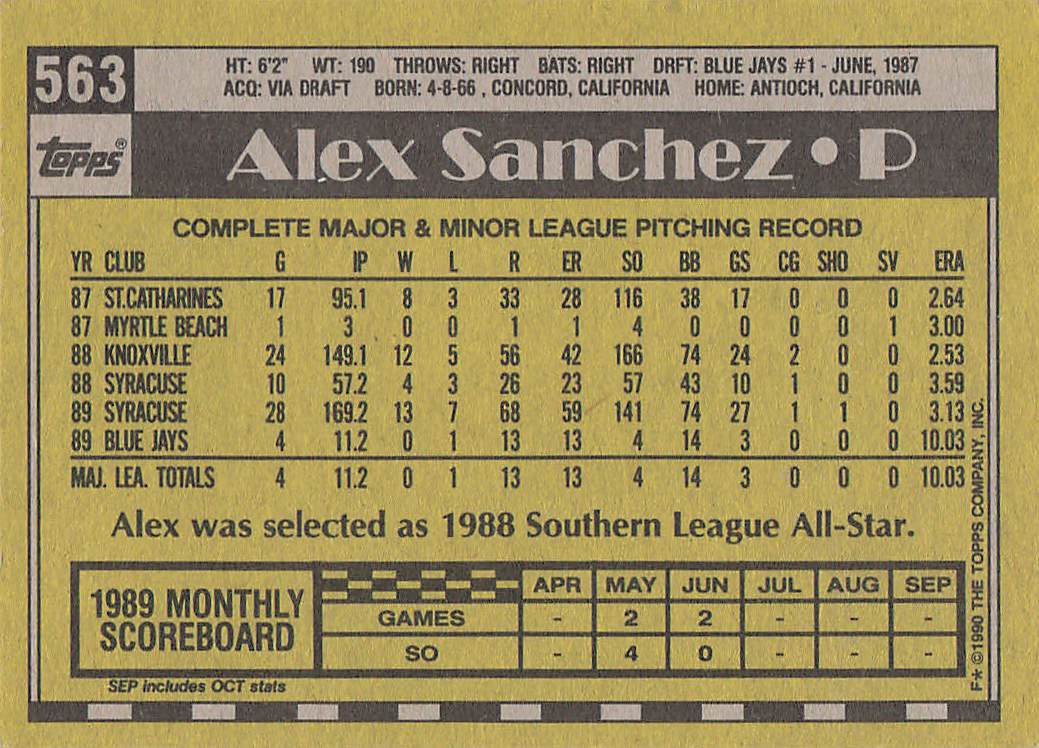 563
HT: 6'2" WT: 190 THROWS: RIGHT BATS: RIGHT DRFT: BLUE JAYS #1 - JUNE, 1987
ACQ: VIA DRAFT BORN: 4-8-66 , CONCORD, CALIFORNIA HOME: ANTIOCH, CALIFORNIA
Topps®
Alex Sanchez • P
COMPLETE MAJOR & MINOR LEAGUE PITCHING RECORD
YR CLUB G IP W L R ER SO BB GS CG SHO SV ERA
87 ST.CATHARINES 17 95.1 8 3 33 28 116 38 17 0 0 0 2.64
87 MYRTLE BEACH 1 3 0 0 1 1 4 0 0 0 0 1 3.00
88 KNOXVILLE 24 149.1 12 5 56 42 166 74 24 2 0 0 2.53
88 SYRACUSE 10 57.2 4 3 26 23 57 43 10 1 0 0 3.59
89 SYRACUSE 28 169.2 13 7 68 59 141 74 27 1 1 0 3.13
89 BLUE JAYS 4 11.2 0 1 13 13 4 14 3 0 0 0 10.03
MAJ. LEA. TOTALS 4 11.2 0 1 13 13 4 14 3 0 0 0 10.03
Alex was selected as 1988 Southern League All-Star.
1989 MONTHLY
SCOREBOARD
APR MAY JUN JUL AUG SEP
GAMES - 2 2 - - -
SO - 4 0 - - -
SEP includes OCT stats
F* ©1990 THE TOPPS COMPANY, INC.